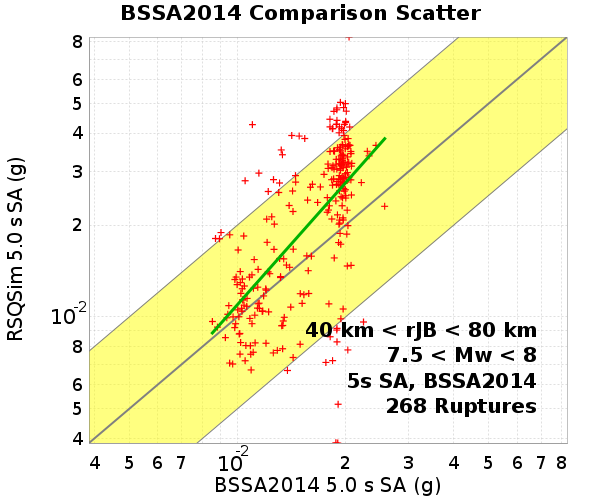 BSSA2014 Comparison Scatter
8
6
5
4
3
2
10-2
8
6
5
4
RSQSim 5.0 s SA (g)
40 km < rJB < 80 km
7.5 < Mw < 8
5s SA, BSSA2014
268 Ruptures
4 5 6 7 10-2 2 3 4 5 6 7 8
BSSA2014 5.0 s SA (g)